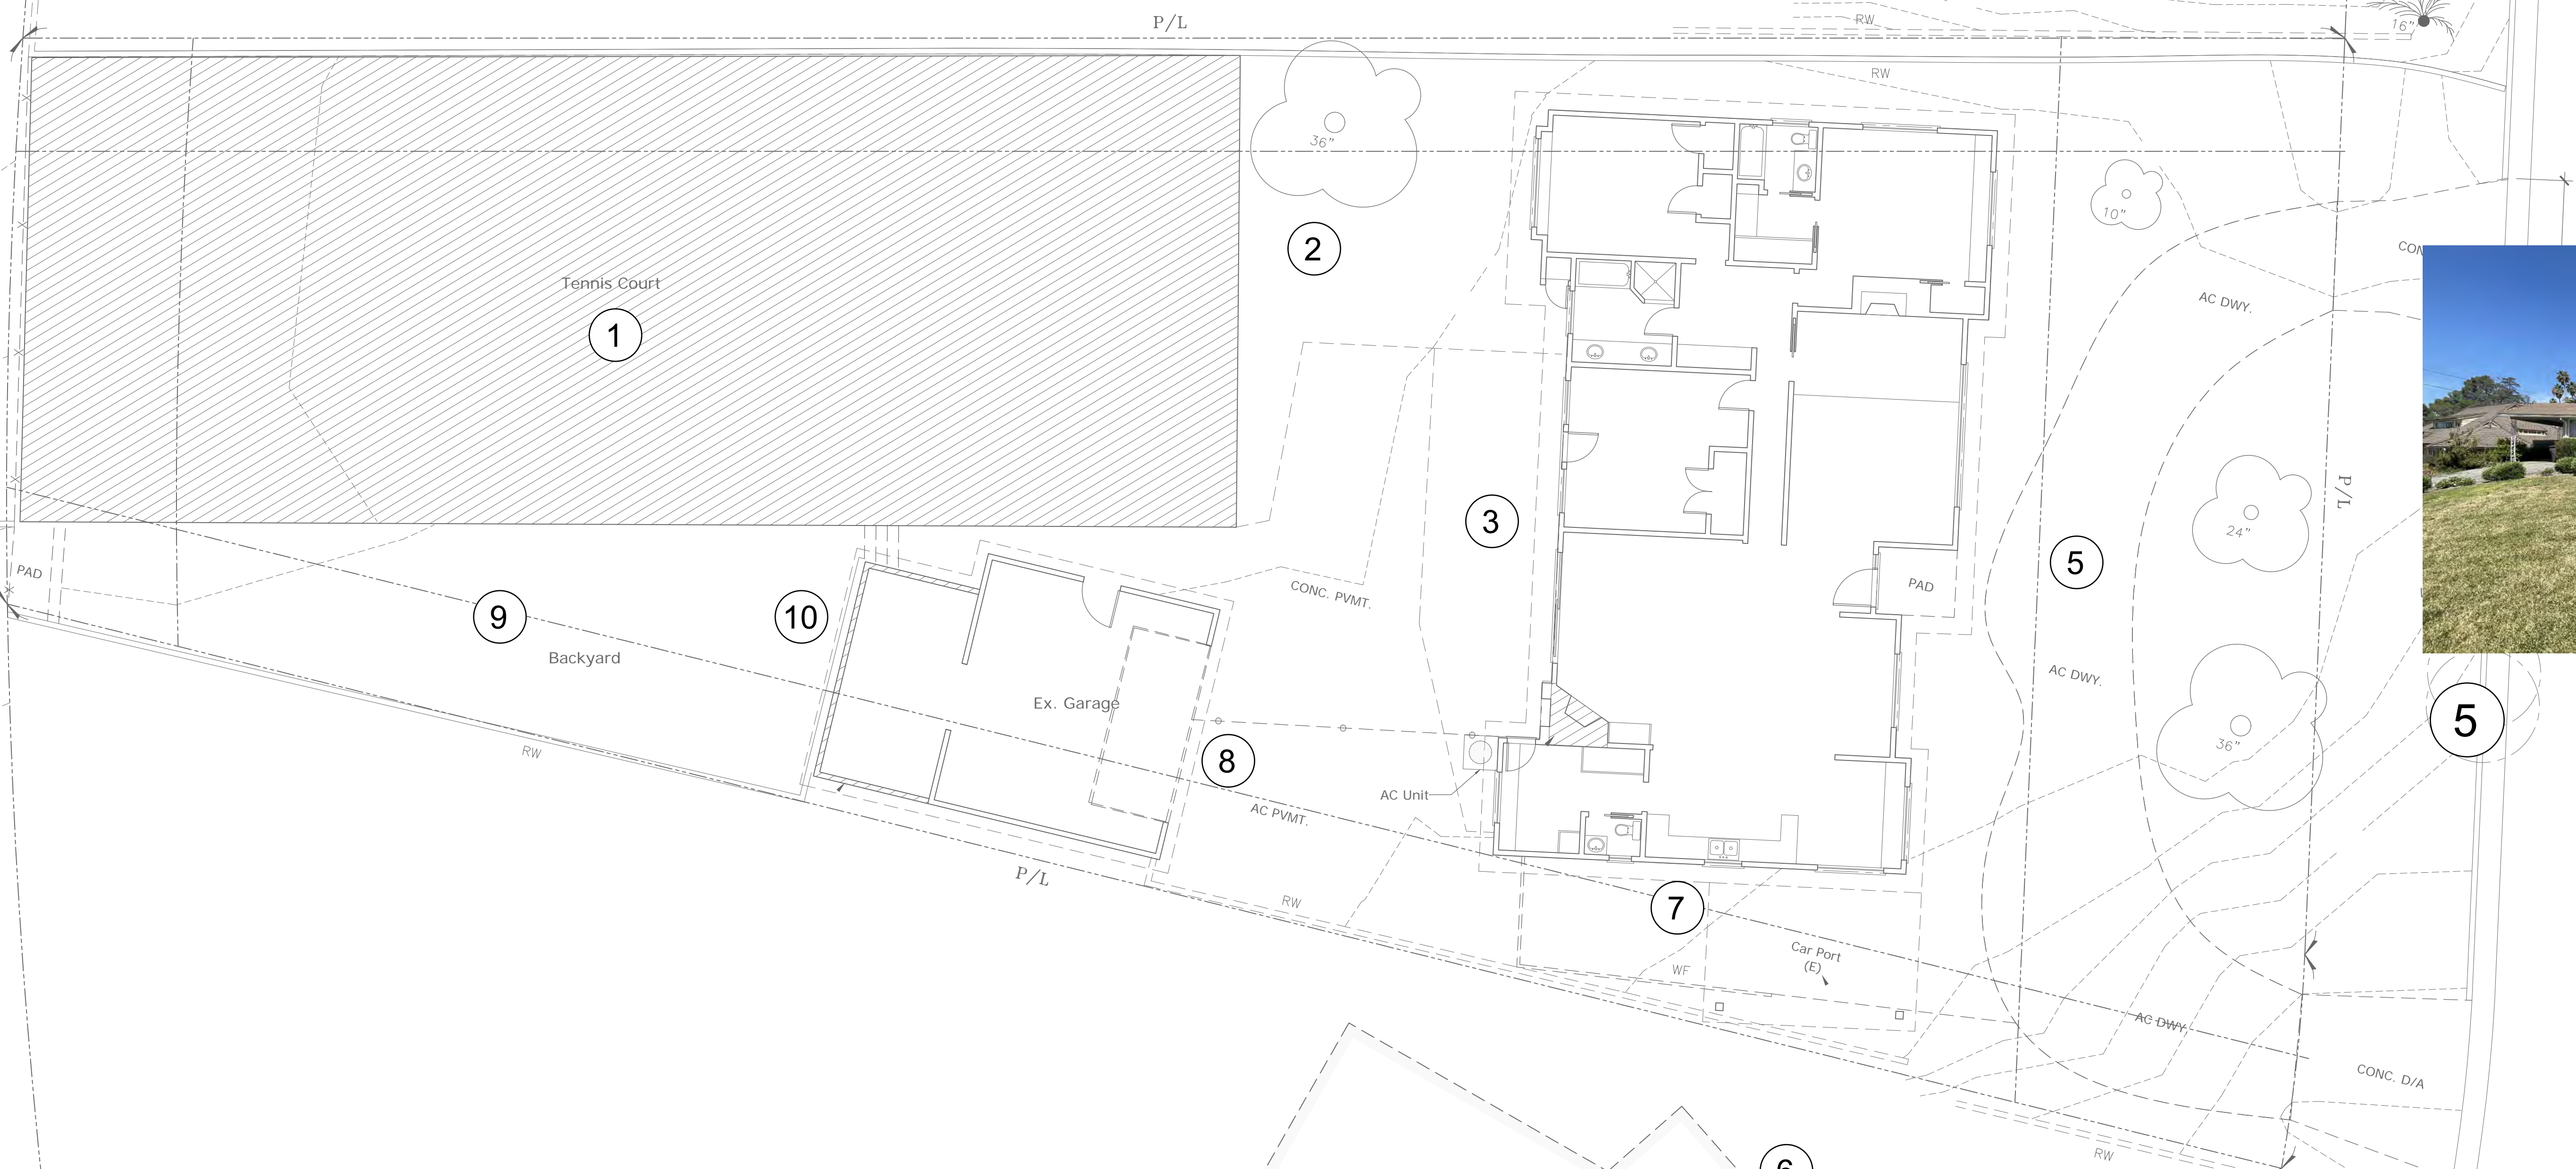 P/L
RW
16"
RW
36"
10"
2
CON
Tennis Court
AC DWY.
1
P/L
3
24"
5
PAD
CONC. PVMT.
PAD
9
10
Backyard
AC DWY.
Ex. Garage
5
36"
RW
8
AC Unit
AC PVMT.
P/L
RW
7
Car Port
(E)
WF
AC DWY
CONC. D/A
RW
6